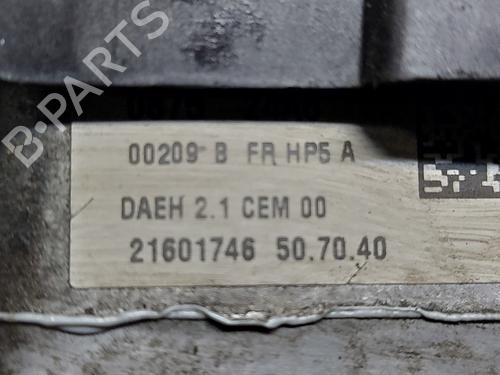 00209 B FR HP5 A
DAEH 2.1 CEM 00
21601746 50.70.40
B-PARTS